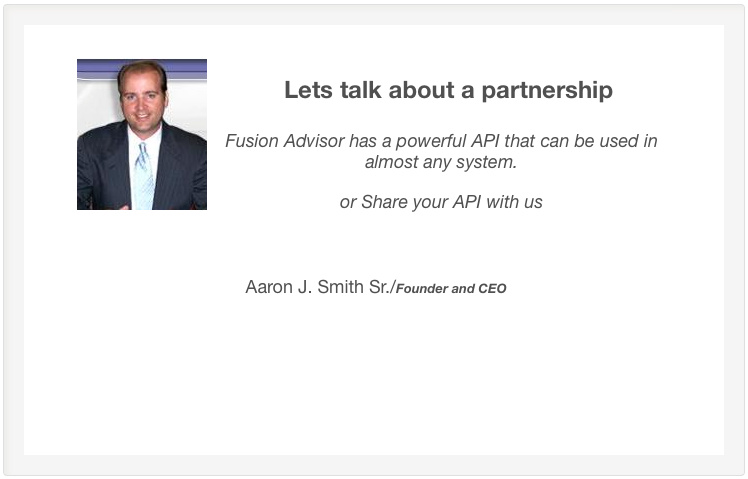 Lets talk about a partnership
Fusion Advisor has a powerful API that can be used in
almost any system.
or Share your API with us
Aaron J. Smith Sr./Founder and CEO